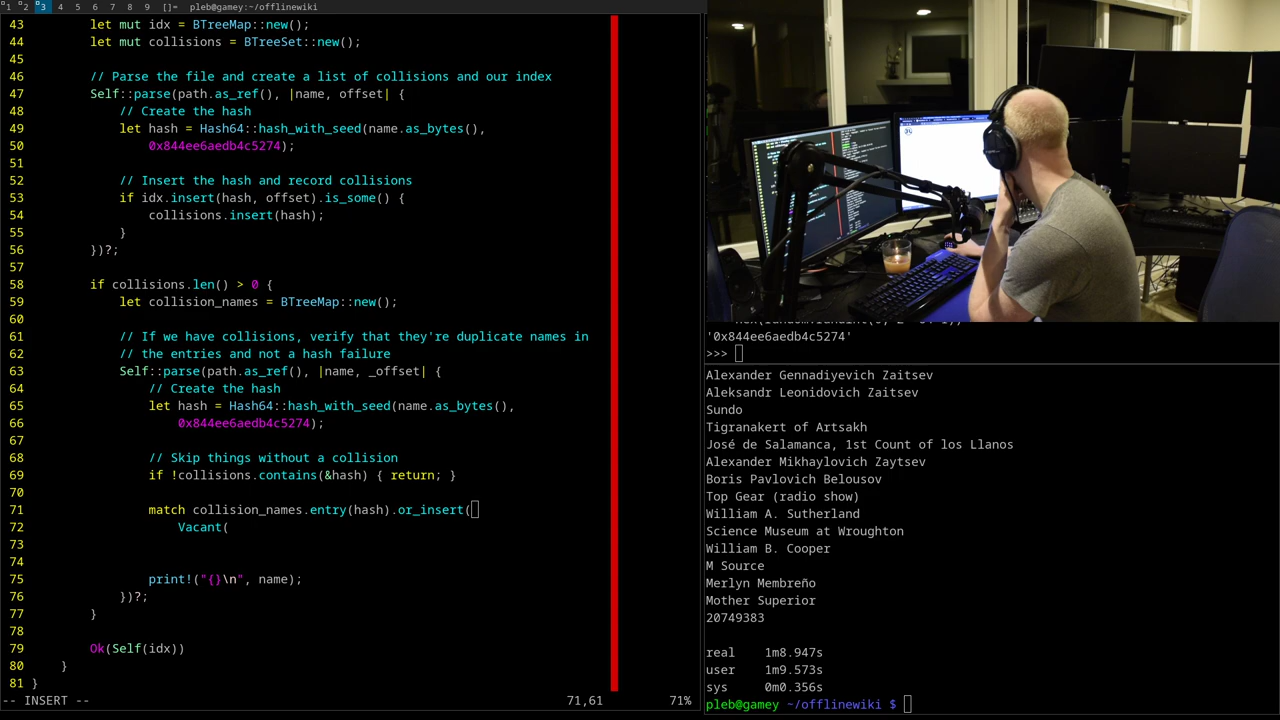 1 2 3 4 5 6 7 8 9 []= pleb@gamey:~/offlinewiki
43 let mut idx = BTreeMap::new();
44 let mut collisions = BTreeSet::new();
45
46 // Parse the file and create a list of collisions and our index
47 Self::parse(path.as_ref(), |name, offset| {
48 // Create the hash
49 let hash = Hash64::hash_with_seed(name.as_bytes(),
50 0x844ee6aedb4c5274);
51
52 // Insert the hash and record collisions
53 if idx.insert(hash, offset).is_some() {
54 collisions.insert(hash);
55 }
56 })?;
57
58 if collisions.len() > 0 {
59 let collision_names = BTreeMap::new();
60
61 // If we have collisions, verify that they're duplicate names in
62 // the entries and not a hash failure
63 Self::parse(path.as_ref(), |name, _offset| {
64 // Create the hash
65 let hash = Hash64::hash_with_seed(name.as_bytes(),
66 0x844ee6aedb4c5274);
67
68 // Skip things without a collision
69 if !collisions.contains(&hash) { return; }
70
71 match collision_names.entry(hash).or_insert(
72 Vacant(
73
74
75 print!("{}\n", name);
76 })?;
77 }
78
79 Ok(Self(idx))
80 }
81 }
-- INSERT -- 71,61 71%
'0x844ee6aedb4c5274'
>>>
Alexander Gennadiyevich Zaitsev
Aleksandr Leonidovich Zaitsev
Sundo
Tigranakert of Artsakh
José de Salamanca, 1st Count of los Llanos
Alexander Mikhaylovich Zaytsev
Boris Pavlovich Belousov
Top Gear (radio show)
William A. Sutherland
Science Museum at Wroughton
William B. Cooper
M Source
Merlyn Membreño
Mother Superior
20749383
real 1m8.947s
user 1m9.573s
sys 0m0.356s
pleb@gamey ~/offlinewiki $